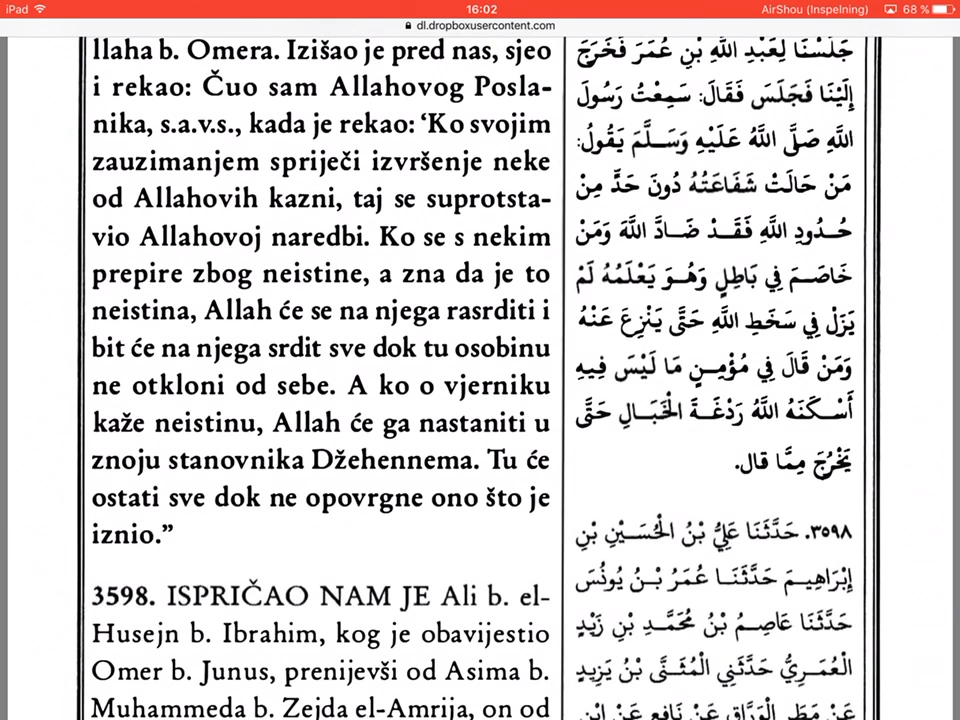 iPad 16:02 AirShou (Inspelning) 68 %
dl.dropboxusercontent.com
llaha b. Omera. Izišao je pred nas, sjeo
i rekao: Čuo sam Allahovog Posla-
nika, s.a.v.s., kada je rekao: ‘Ko svojim
zauzimanjem spriječi izvršenje neke
od Allahovih kazni, taj se suprotsta-
vio Allahovoj naredbi. Ko se s nekim
prepire zbog neistine, a zna da je to
neistina, Allah će se na njega rasrditi i
bit će na njega srdit sve dok tu osobinu
ne otkloni od sebe. A ko o vjerniku
kaže neistinu, Allah će ga nastaniti u
znoju stanovnika Džehennema. Tu će
ostati sve dok ne opovrgne ono što je
iznio.”
3598. ISPRIČAO NAM JE Ali b. el-
Husejn b. Ibrahim, kog je obavijestio
Omer b. Junus, prenijevši od Asima b.
Muhammeda b. Zejda el-Amrija, on od
جَلَسْنَا لِعَبْدِ اللَّهِ بْنِ عُمَرَ فَخَرَجَ
إِلَيْنَا فَجَلَسَ فَقَالَ: سَمِعْتُ رَسُولَ
اللَّهِ صَلَّى اللَّهُ عَلَيْهِ وَسَلَّمَ يَقُولُ:
مَنْ حَالَتْ شَفَاعَتُهُ دُونَ حَدٍّ مِنْ
حُدُودِ اللَّهِ فَقَدْ ضَادَّ اللَّهَ وَمَنْ
خَاصَمَ فِي بَاطِلٍ وَهُوَ يَعْلَمُهُ لَمْ
يَزَلْ فِي سَخَطِ اللَّهِ حَتَّى يَنْزِعَ عَنْهُ
وَمَنْ قَالَ فِي مُؤْمِنٍ مَا لَيْسَ فِيهِ
أَسْكَنَهُ اللَّهُ رَدْغَةَ الْخَبَالِ حَتَّى
يَخْرُجَ مِمَّا قال.
٣٥٩٨. حَدَّثَنَا عَلِيُّ بْنُ الْحُسَيْنِ بْنِ
إِبْرَاهِيمَ حَدَّثَنَا عُمَرُ بْنُ يُونُسَ
حَدَّثَنَا عَاصِمُ بْنُ مُحَمَّدِ بْنِ زَيْدٍ
الْعُمَرِيُّ حَدَّثَنِي الْمُثَنَّى بْنُ يَزِيدٍ
عَنْ مَطَرٍ الْوَرَّاقِ عَنْ نَافِعٍ عَنْ ابْنِ